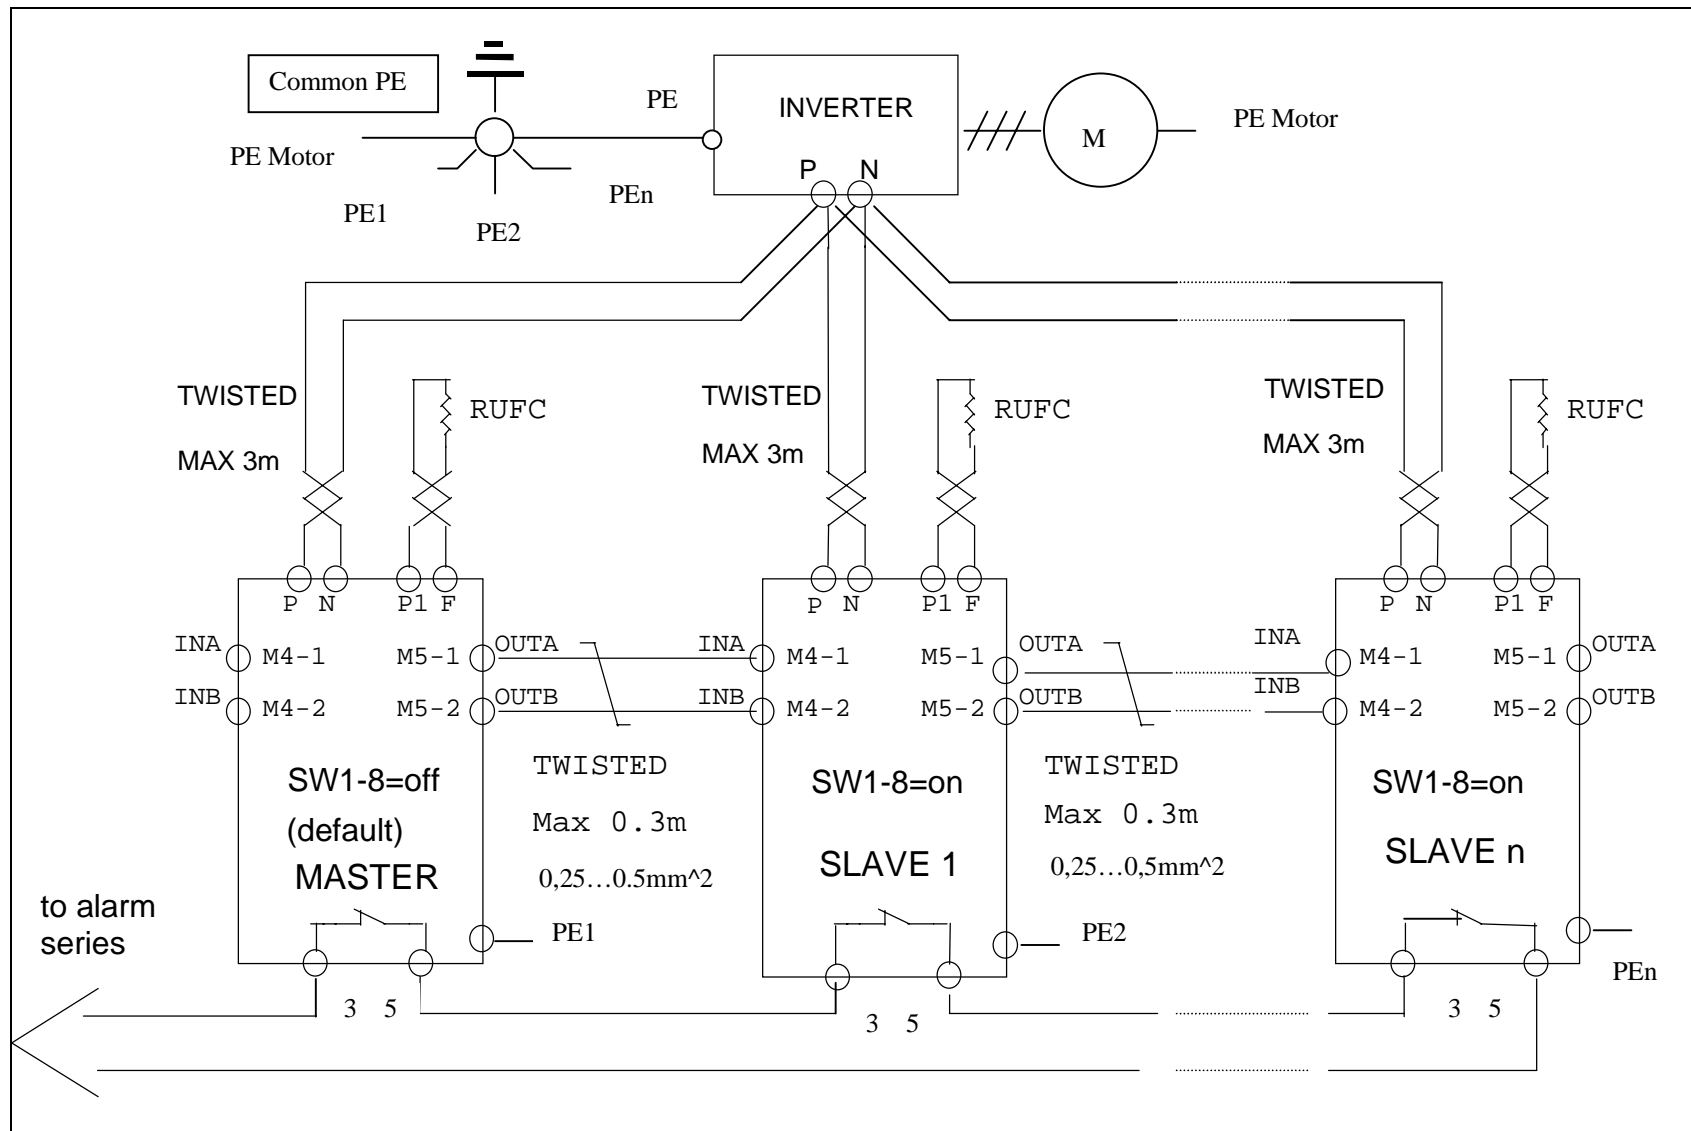 Common PE
PE
INVERTER
PE Motor
M
PE Motor
P N
PE1
PE2
PEn
TWISTED
MAX 3m
RUFC
TWISTED
MAX 3m
RUFC
TWISTED
MAX 3m
RUFC
P N P1 F
P N P1 F
P N P1 F
INA M4-1 M5-1 OUTA
INB M4-2 M5-2 OUTB
INA M4-1 M5-1 OUTA
INB M4-2 M5-2 OUTB
INA M4-1 M5-1 OUTA
INB M4-2 M5-2 OUTB
SW1-8=off
(default)
MASTER
TWISTED
Max 0.3m
0,25...0.5mm^2
SW1-8=on
SLAVE 1
TWISTED
Max 0.3m
0,25...0,5mm^2
SW1-8=on
SLAVE n
to alarm
series
PE1
PE2
PEn
3 5
3 5
3 5